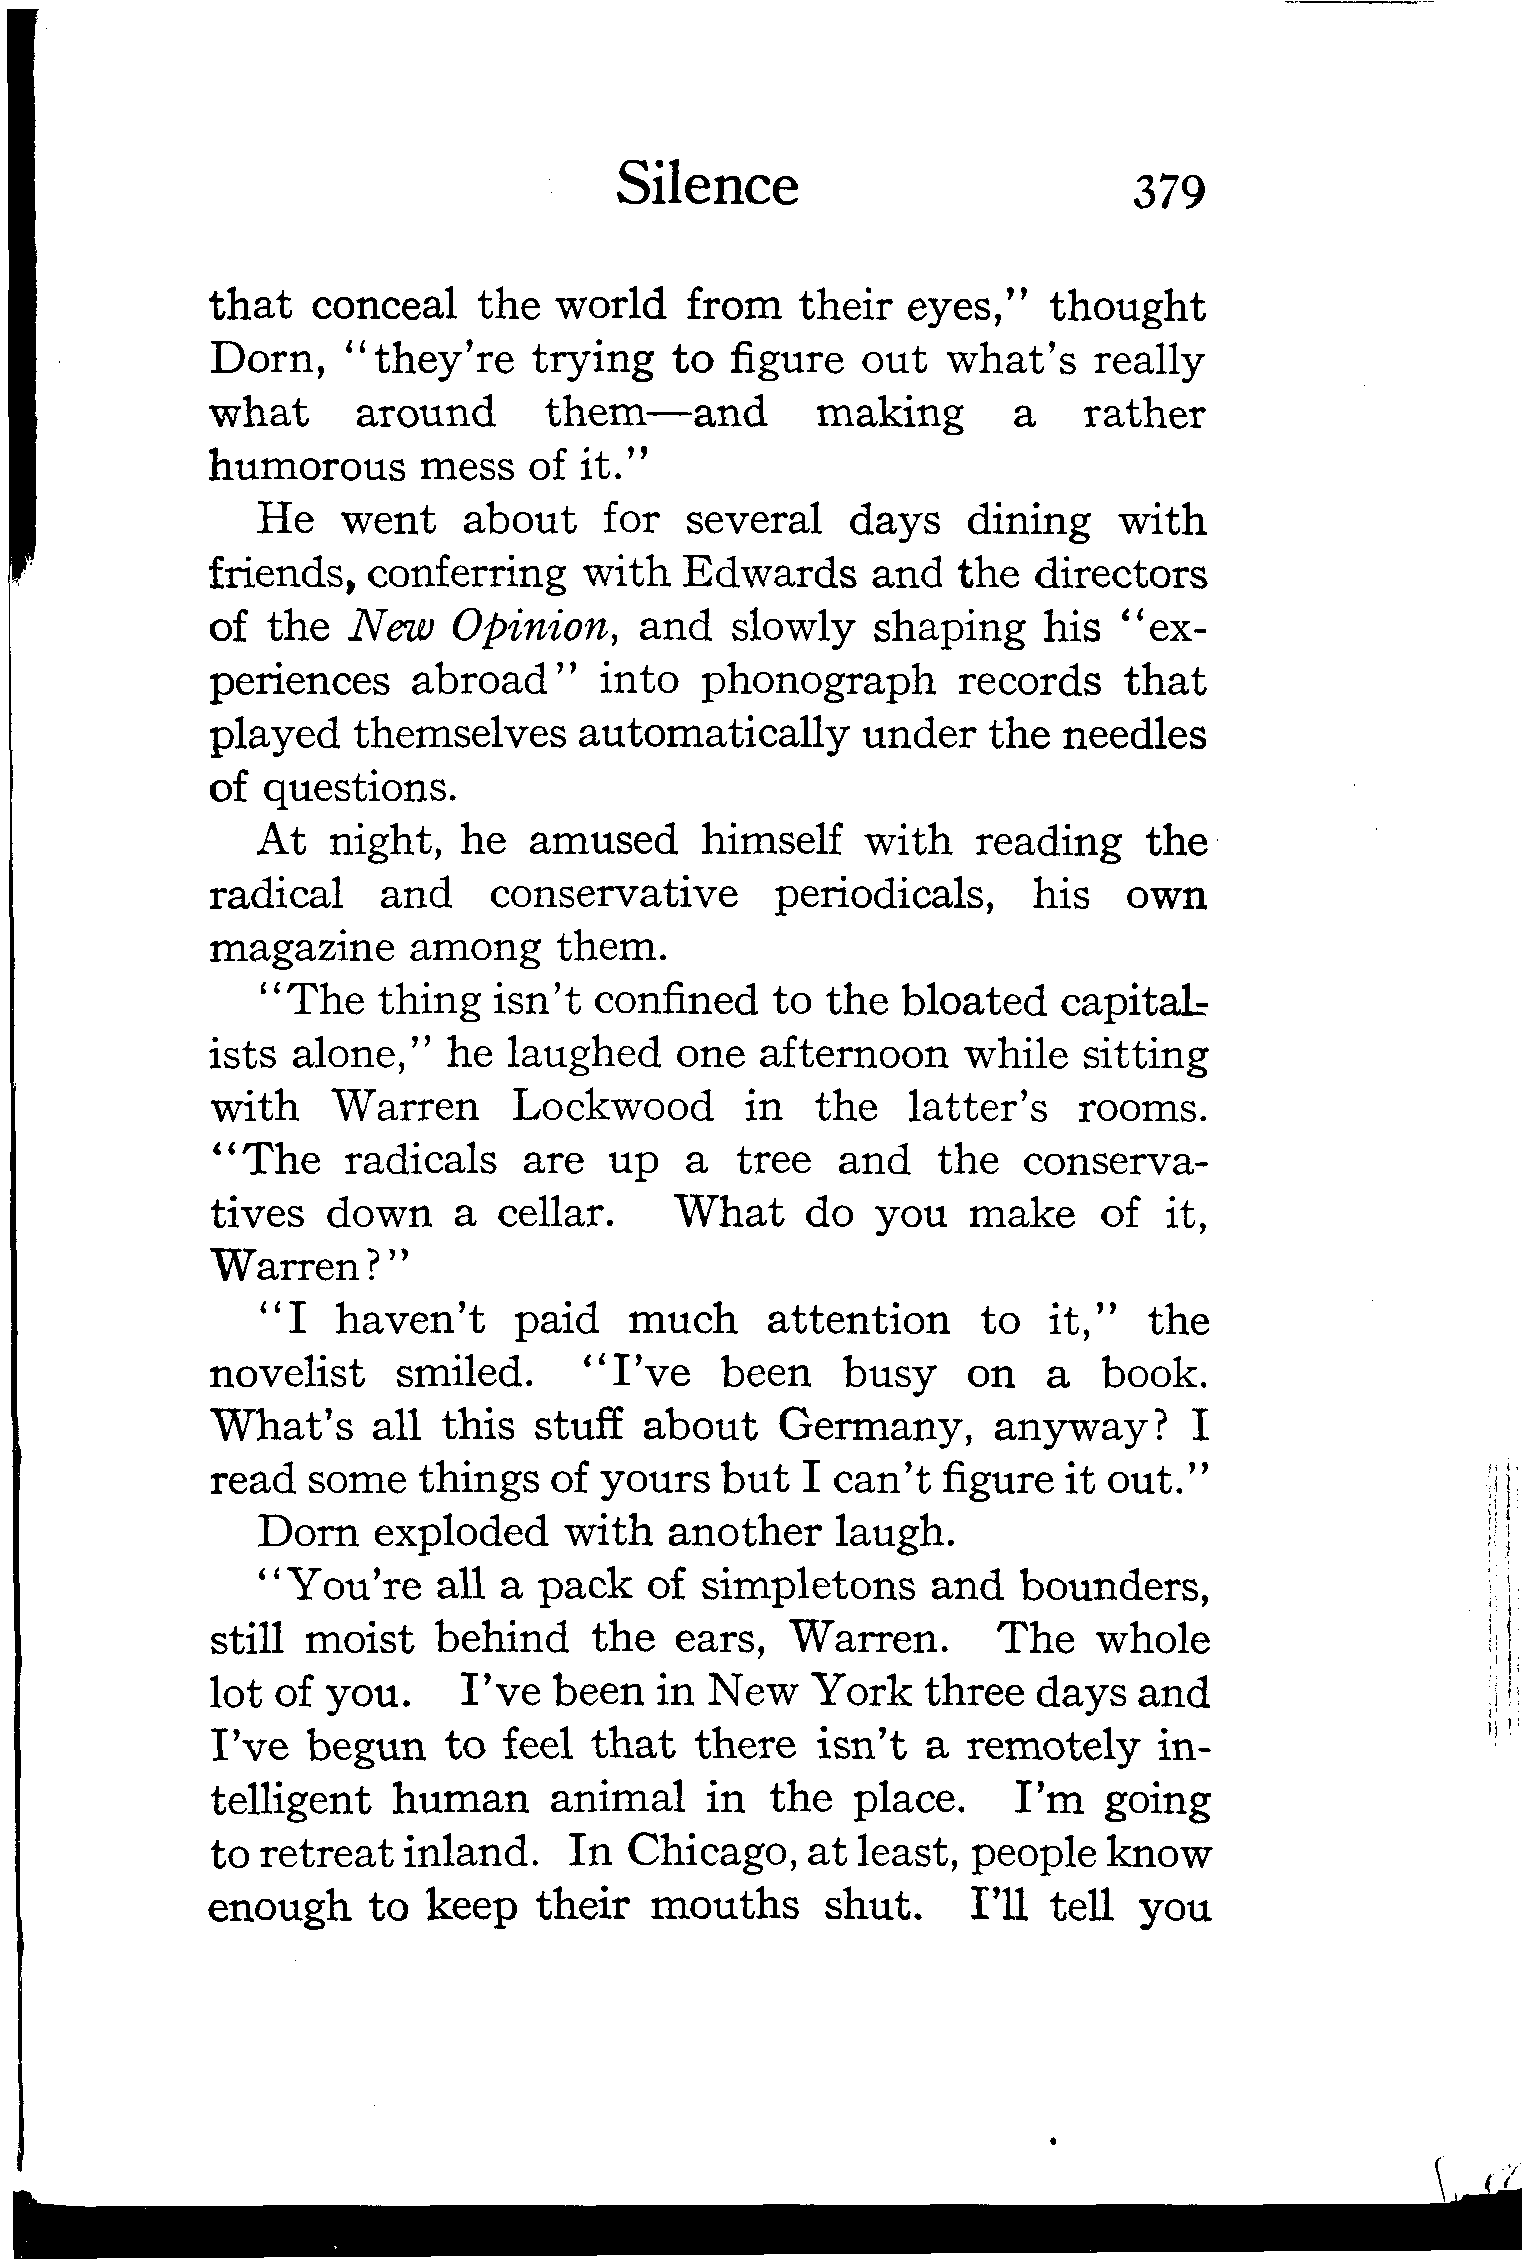 Silence 379
that conceal the world from their eyes," thought
Dorn, "they're trying to figure out what's really
what around them—and making a rather
humorous mess of it."
He went about for several days dining with
friends, conferring with Edwards and the directors
of the New Opinion, and slowly shaping his "ex-
periences abroad" into phonograph records that
played themselves automatically under the needles
of questions.
At night, he amused himself with reading the
radical and conservative periodicals, his own
magazine among them.
"The thing isn't confined to the bloated capital-
ists alone," he laughed one afternoon while sitting
with Warren Lockwood in the latter's rooms.
"The radicals are up a tree and the conserva-
tives down a cellar. What do you make of it,
Warren?"
"I haven't paid much attention to it," the
novelist smiled. "I've been busy on a book.
What's all this stuff about Germany, anyway? I
read some things of yours but I can't figure it out."
Dorn exploded with another laugh.
"You're all a pack of simpletons and bounders,
still moist behind the ears, Warren. The whole
lot of you. I've been in New York three days and
I've begun to feel that there isn't a remotely in-
telligent human animal in the place. I'm going
to retreat inland. In Chicago, at least, people know
enough to keep their mouths shut. I'll tell you